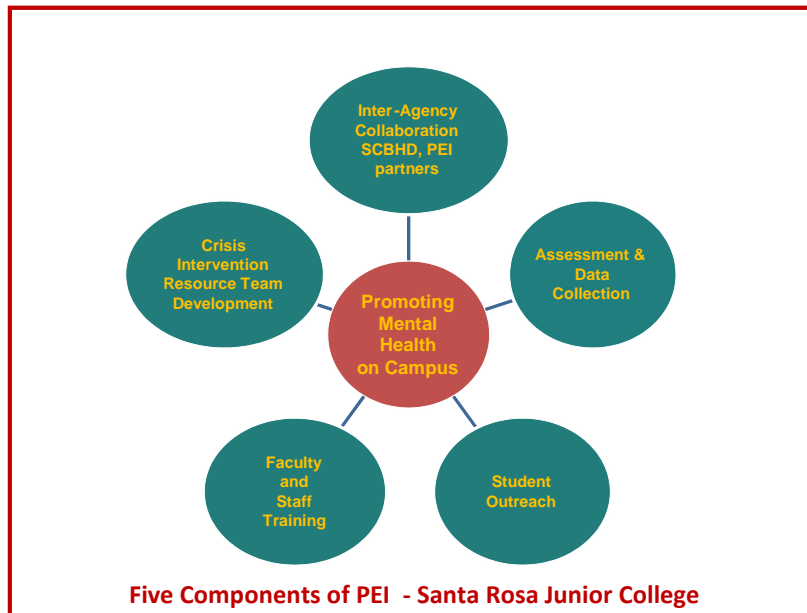 Inter-Agency
Collaboration
SCBHD, PEI
partners
Crisis
Intervention
Resource Team
Development
Assessment &
Data
Collection
Promoting
Mental
Health
on Campus
Faculty
and
Staff
Training
Student
Outreach
Five Components of PEI - Santa Rosa Junior College